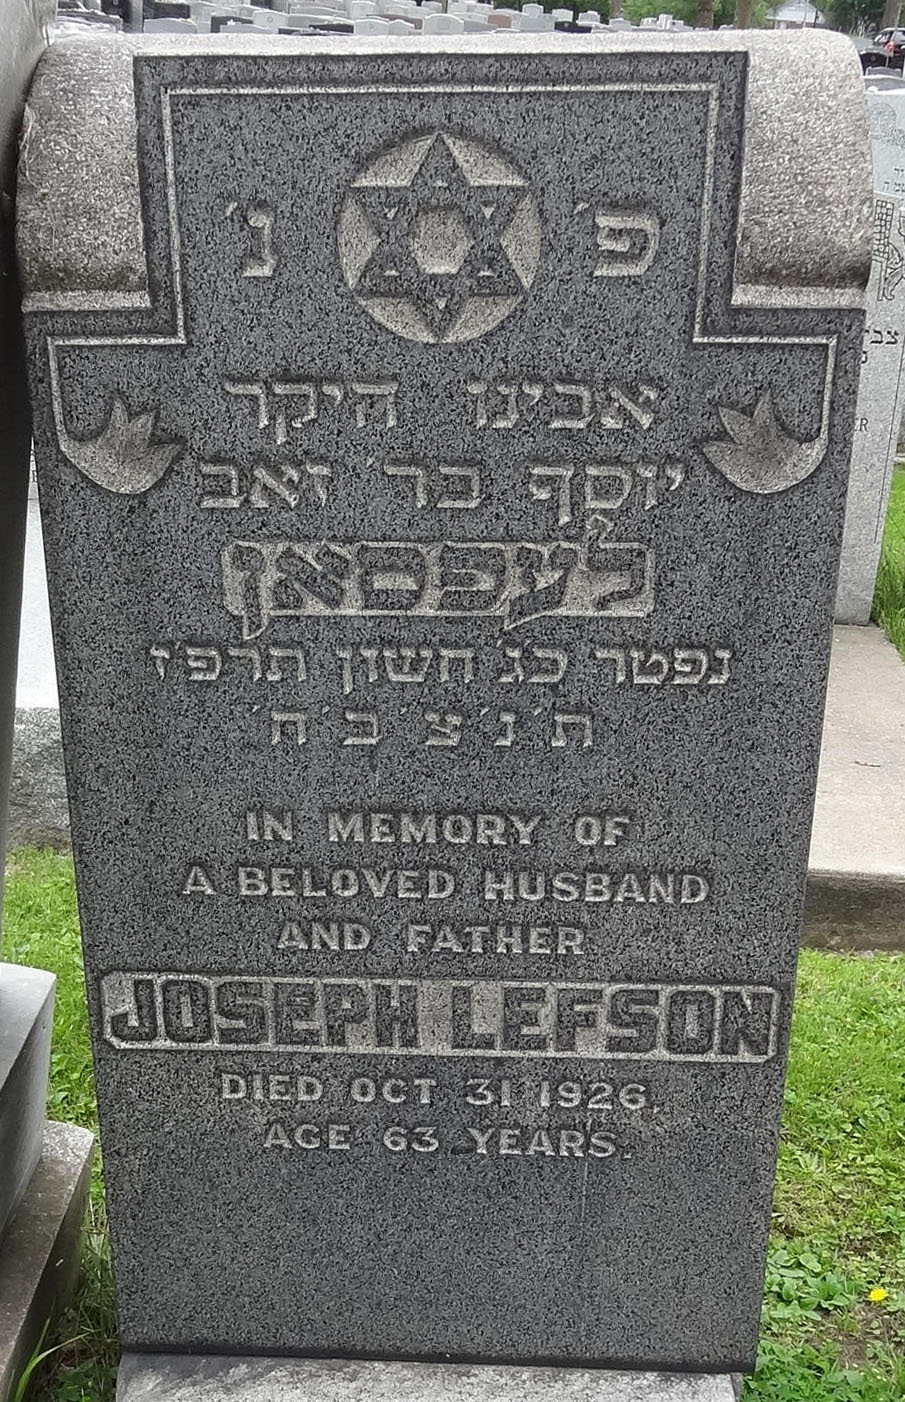 פ' נ'
אבינו היקר
יוסף בר זאב
לעפסאן
נפטר כג חשון תרפ'ז
ת'נ'צ'ב'ה'
IN MEMORY OF
A BELOVED HUSBAND
AND FATHER
JOSEPH LEFSON
DIED OCT 31 1926.
AGE 63 YEARS.